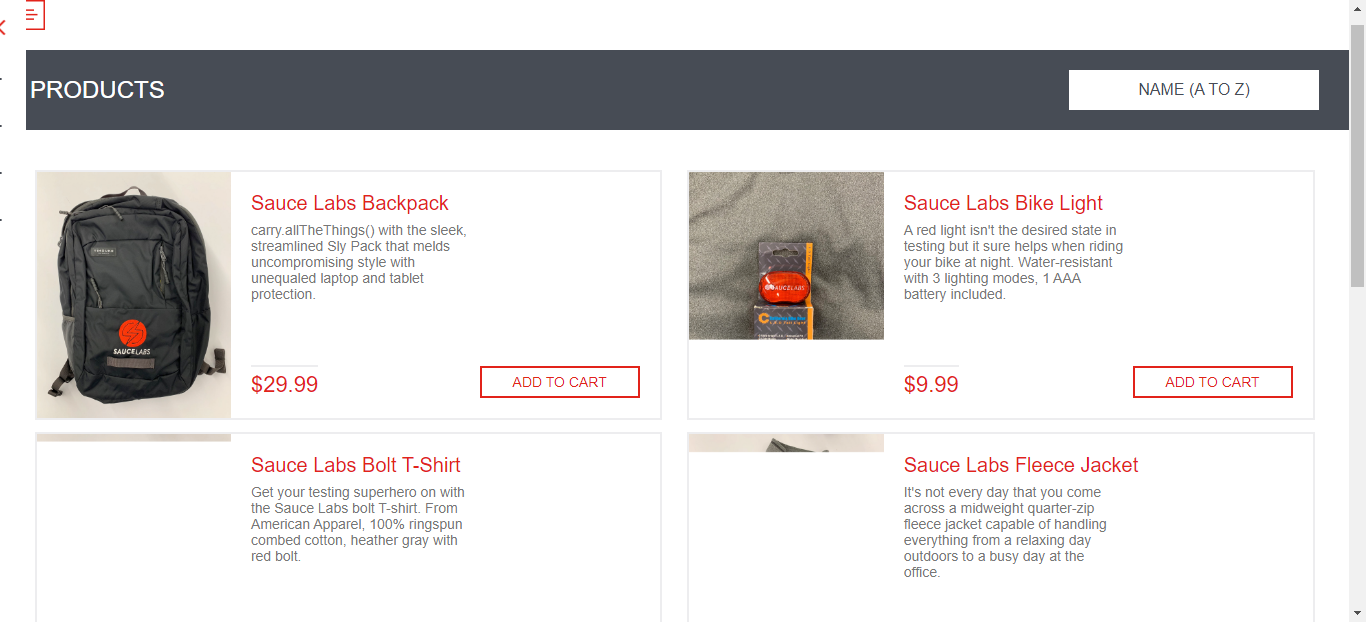 PRODUCTS
NAME (A TO Z)
Sauce Labs Backpack
carry.allTheThings() with the sleek,
streamlined Sly Pack that melds
uncompromising style with
unequaled laptop and tablet
protection.
SAUCELABS
$29.99
ADD TO CART
Sauce Labs Bike Light
A red light isn't the desired state in
testing but it sure helps when riding
your bike at night. Water-resistant
with 3 lighting modes, 1 AAA
battery included.
SAUCELABS
$9.99
ADD TO CART
Sauce Labs Bolt T-Shirt
Get your testing superhero on with
the Sauce Labs bolt T-shirt. From
American Apparel, 100% ringspun
combed cotton, heather gray with
red bolt.
Sauce Labs Fleece Jacket
It's not every day that you come
across a midweight quarter-zip
fleece jacket capable of handling
everything from a relaxing day
outdoors to a busy day at the
office.